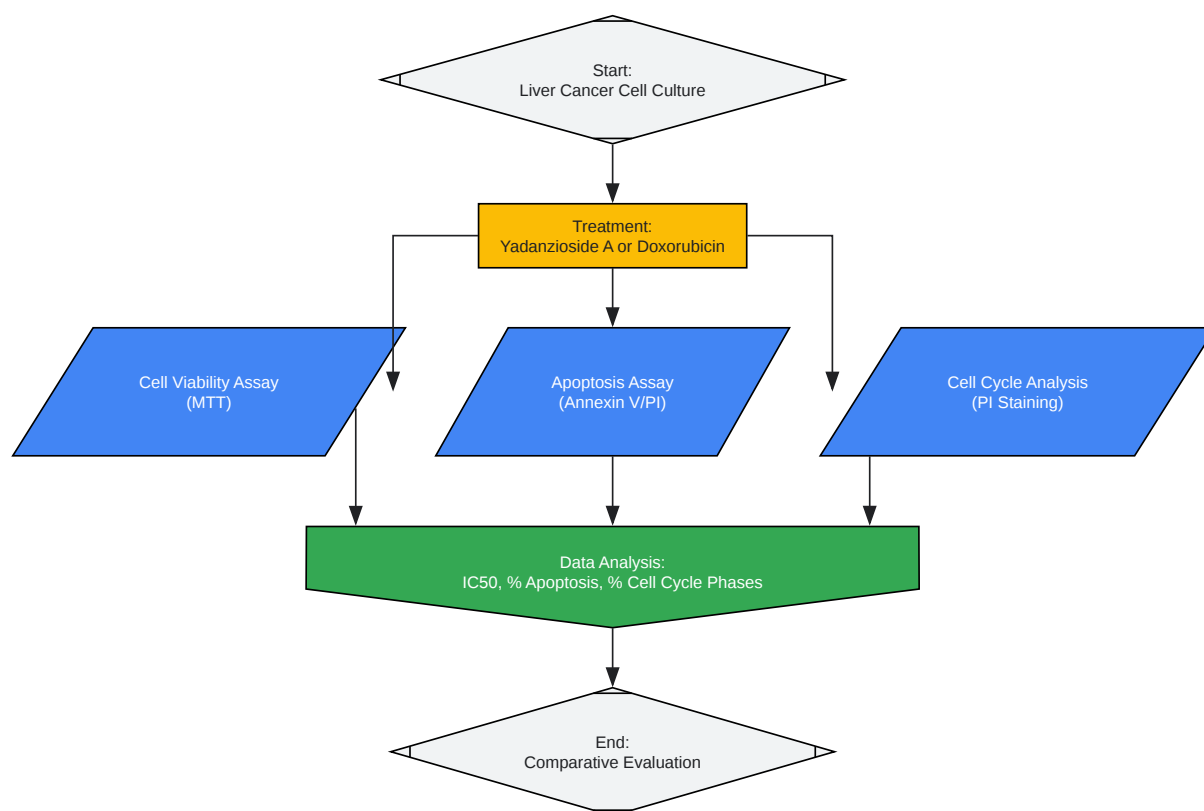 Start:
Liver Cancer Cell Culture
Treatment:
Yadanzioside A or Doxorubicin
Cell Viability Assay
(MTT)
Apoptosis Assay
(Annexin V/PI)
Cell Cycle Analysis
(PI Staining)
Data Analysis:
IC50, % Apoptosis, % Cell Cycle Phases
End:
Comparative Evaluation